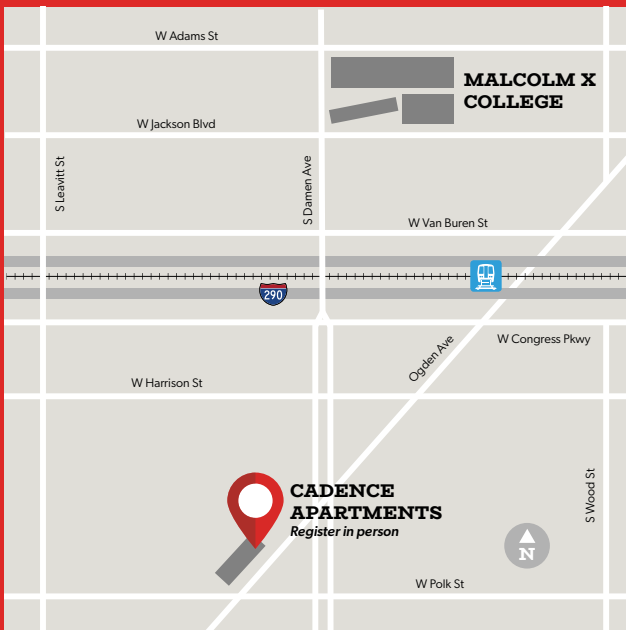 W Adams St
MALCOLM X
COLLEGE
W Jackson Blvd
S Leavitt St
S Damen Ave
W Van Buren St
290
W Congress Pkwy
Ogden Ave
W Harrison St
CADENCE
APARTMENTS
Register in person
S Wood St
N
W Polk St